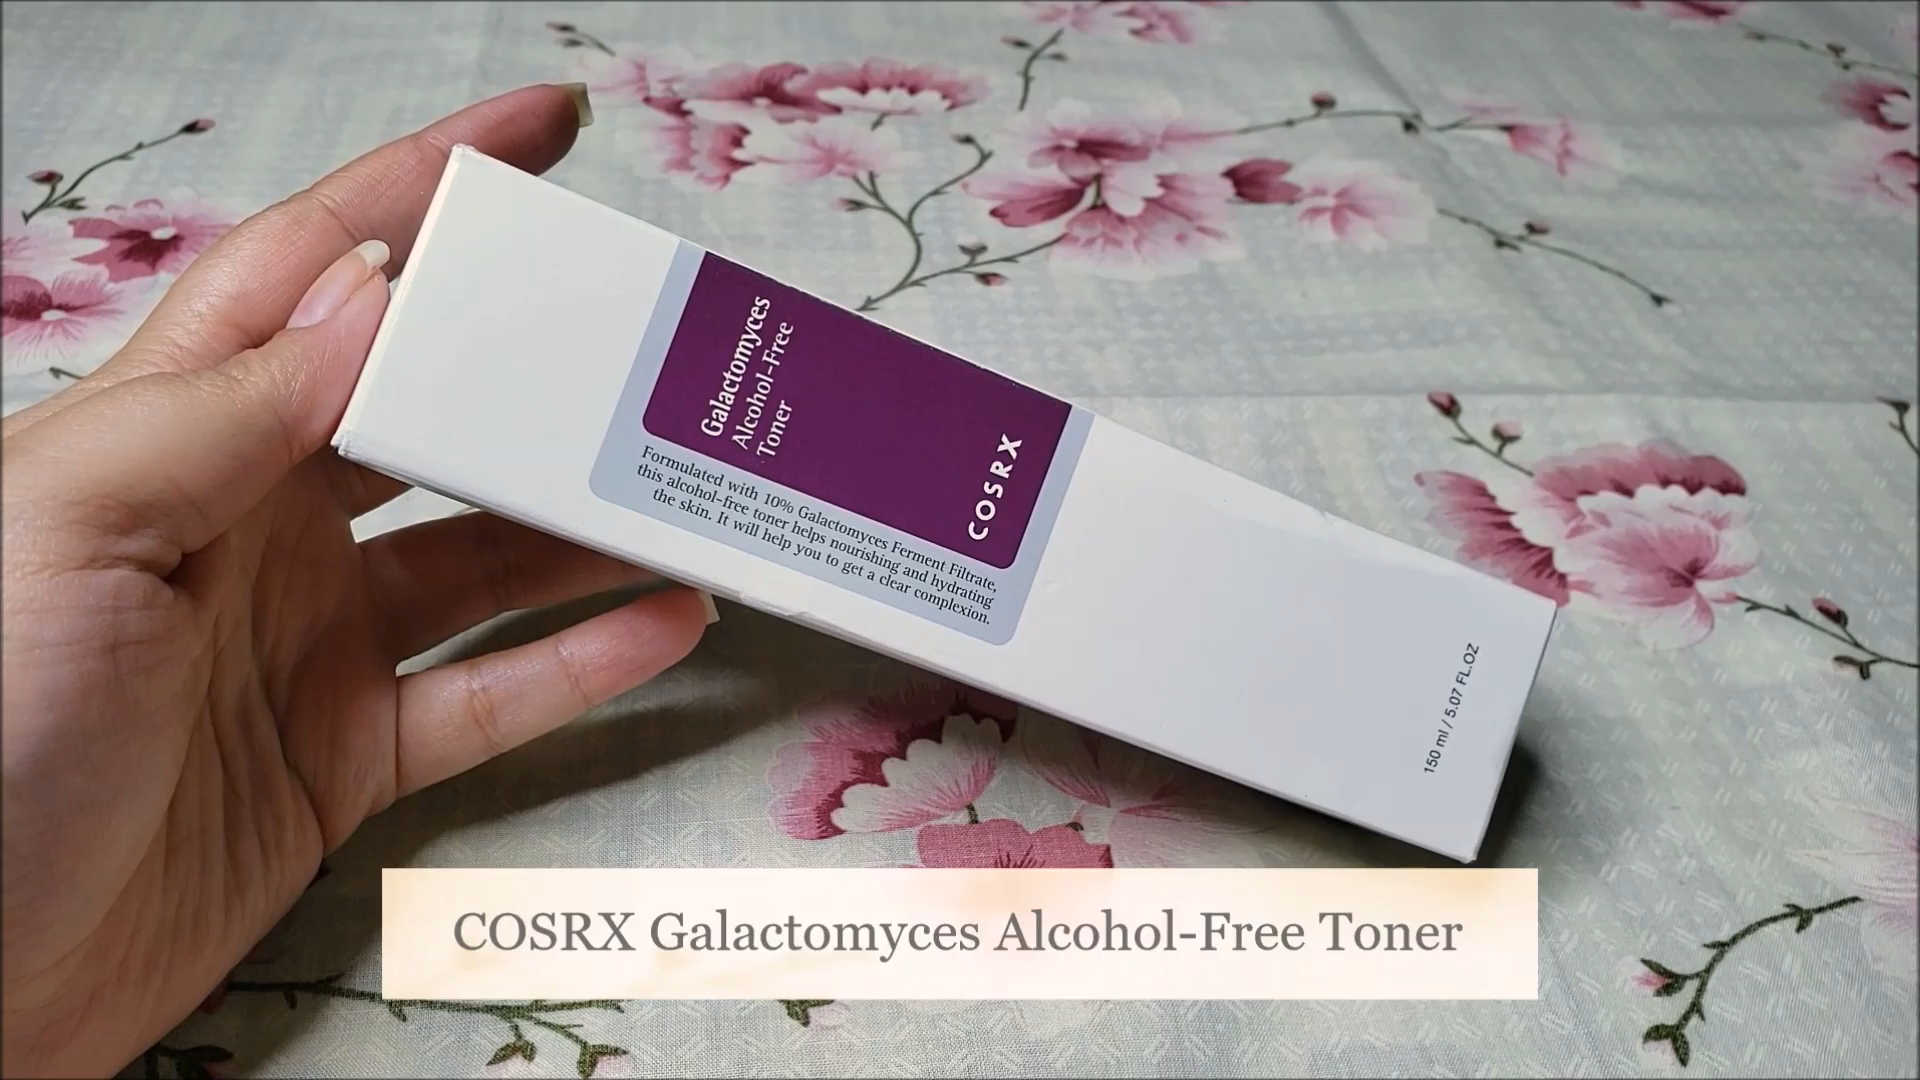 Galactomyces
Alcohol-Free
Toner
COSRX
Formulated with 10% Galactomyces Ferment Filtrate,
this alcohol-free toner helps nourishing and hydrating
the skin. It will help you to get a clear complexion.
150 ml / 5.07 FL.OZ
COSRX Galactomyces Alcohol-Free Toner